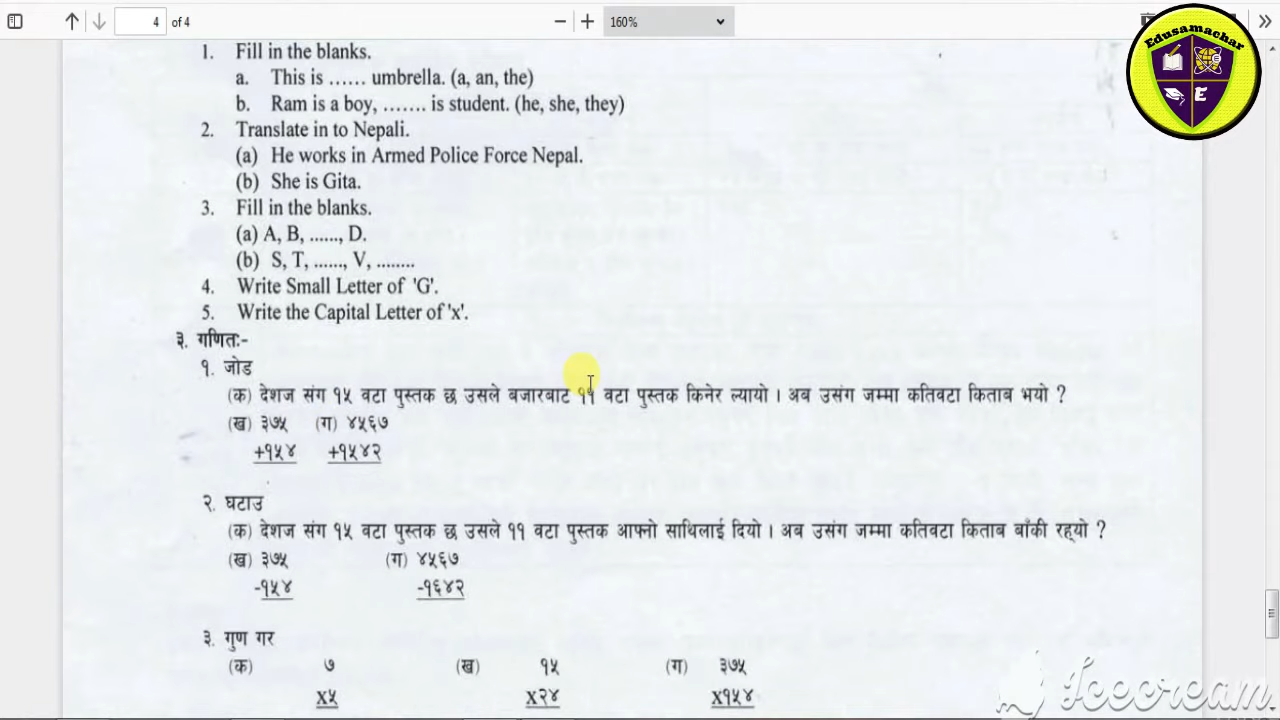 4 of 4
160%
Edusamachar
E
1. Fill in the blanks.
a. This is …… umbrella. (a, an, the)
b. Ram is a boy, ……. is student. (he, she, they)
2. Translate in to Nepali.
(a) He works in Armed Police Force Nepal.
(b) She is Gita.
3. Fill in the blanks.
(a) A, B, ......, D.
(b) S, T, ......, V, ........
4. Write Small Letter of 'G'.
5. Write the Capital Letter of 'x'.
३. गणितः-
१. जोड
(क) देशज संग १५ वटा पुस्तक छ उसले बजारबाट ११ वटा पुस्तक किनेर ल्यायो । अब उसंग जम्मा कतिवटा किताब भयो ?
(ख) ३७५ (ग) ४५६७
+१५४ +१५४२
२. घटाउ
(क) देशज संग १५ वटा पुस्तक छ उसले ११ वटा पुस्तक आफ्नो साथिलाई दियो । अब उसंग जम्मा कतिवटा किताब बाँकी रह्यो ?
(ख) ३७५ (ग) ४५६७
-१५४ -१६४२
३. गुण गर
(क) ७ (ख) १५ (ग) ३७५
X५ X२४ X१५४
Icecream